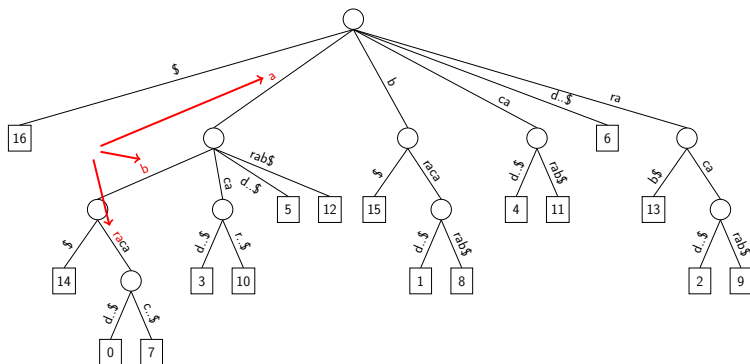 $
a
b
ca
d..$
ra
16
6
b
ca
d..$
rab$
$
raca
d..$
rab$
b$
ca
5
12
15
4
11
13
$
raca
d..$
r..$
d..$
rab$
d..$
rab$
14
3
10
1
8
2
9
d..$
c..$
0
7